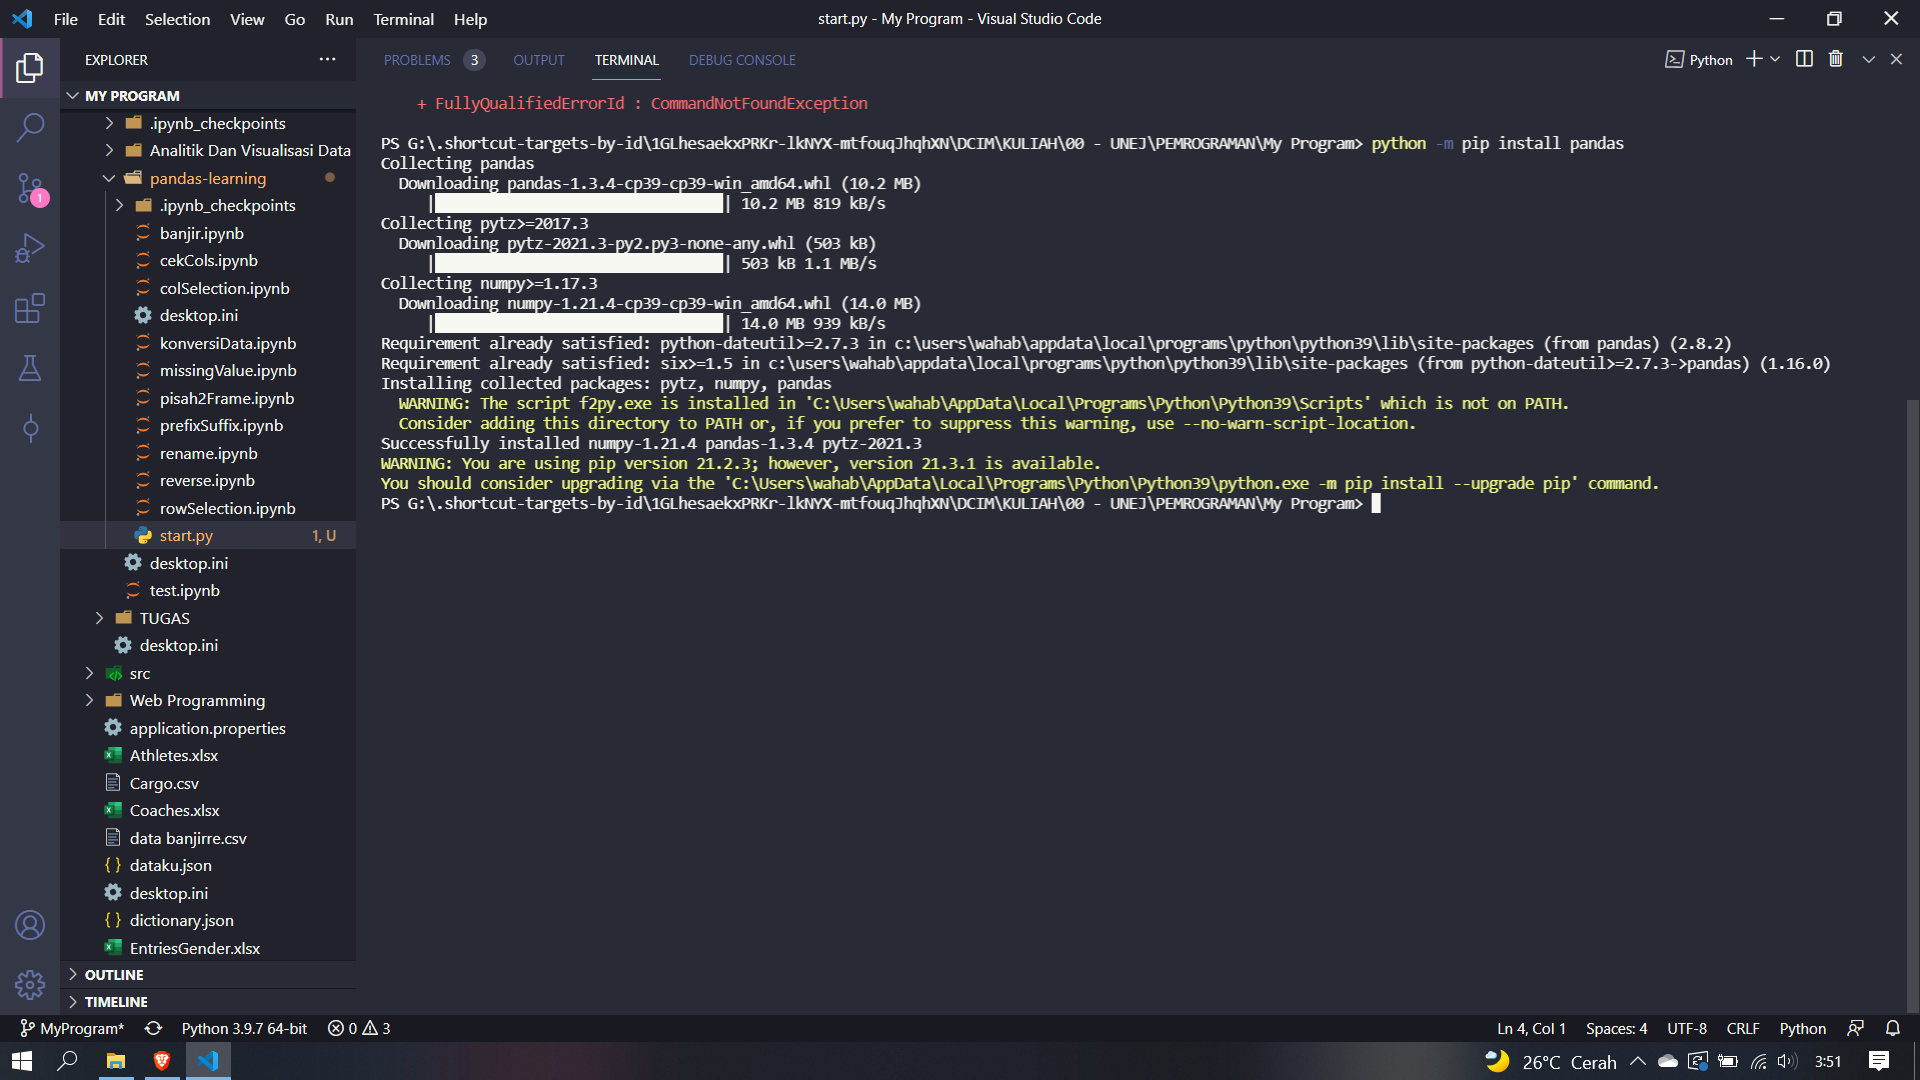 File Edit Selection View Go Run Terminal Help
start.py - My Program - Visual Studio Code
EXPLORER
MY PROGRAM
.ipynb_checkpoints
Analitik Dan Visualisasi Data
pandas-learning
.ipynb_checkpoints
banjir.ipynb
cekCols.ipynb
colSelection.ipynb
desktop.ini
konversiData.ipynb
missingValue.ipynb
pisah2Frame.ipynb
prefixSuffix.ipynb
rename.ipynb
reverse.ipynb
rowSelection.ipynb
start.py 1, U
desktop.ini
test.ipynb
TUGAS
desktop.ini
src
Web Programming
application.properties
Athletes.xlsx
Cargo.csv
Coaches.xlsx
data banjirre.csv
dataku.json
desktop.ini
dictionary.json
EntriesGender.xlsx
OUTLINE
TIMELINE
1
PROBLEMS 3 OUTPUT TERMINAL DEBUG CONSOLE
Python
+ FullyQualifiedErrorId : CommandNotFoundException
PS G:\.shortcut-targets-by-id\1GLhesaekxPRKr-lkNYX-mtfouqJhqhXN\DCIM\KULIAH\00 - UNEJ\PEMROGRAMAN\My Program> python -m pip install pandas
Collecting pandas
Downloading pandas-1.3.4-cp39-cp39-win_amd64.whl (10.2 MB)
| | 10.2 MB 819 kB/s
Collecting pytz>=2017.3
Downloading pytz-2021.3-py2.py3-none-any.whl (503 kB)
| | 503 kB 1.1 MB/s
Collecting numpy>=1.17.3
Downloading numpy-1.21.4-cp39-cp39-win_amd64.whl (14.0 MB)
| | 14.0 MB 939 kB/s
Requirement already satisfied: python-dateutil>=2.7.3 in c:\users\wahab\appdata\local\programs\python\python39\lib\site-packages (from pandas) (2.8.2)
Requirement already satisfied: six>=1.5 in c:\users\wahab\appdata\local\programs\python\python39\lib\site-packages (from python-dateutil>=2.7.3->pandas) (1.16.0)
Installing collected packages: pytz, numpy, pandas
WARNING: The script f2py.exe is installed in 'C:\Users\wahab\AppData\Local\Programs\Python\Python39\Scripts' which is not on PATH.
Consider adding this directory to PATH or, if you prefer to suppress this warning, use --no-warn-script-location.
Successfully installed numpy-1.21.4 pandas-1.3.4 pytz-2021.3
WARNING: You are using pip version 21.2.3; however, version 21.3.1 is available.
You should consider upgrading via the 'C:\Users\wahab\AppData\Local\Programs\Python\Python39\python.exe -m pip install --upgrade pip' command.
PS G:\.shortcut-targets-by-id\1GLhesaekxPRKr-lkNYX-mtfouqJhqhXN\DCIM\KULIAH\00 - UNEJ\PEMROGRAMAN\My Program>
MyProgram* Python 3.9.7 64-bit 0 3
Ln 4, Col 1 Spaces: 4 UTF-8 CRLF Python
26°C Cerah 3:51